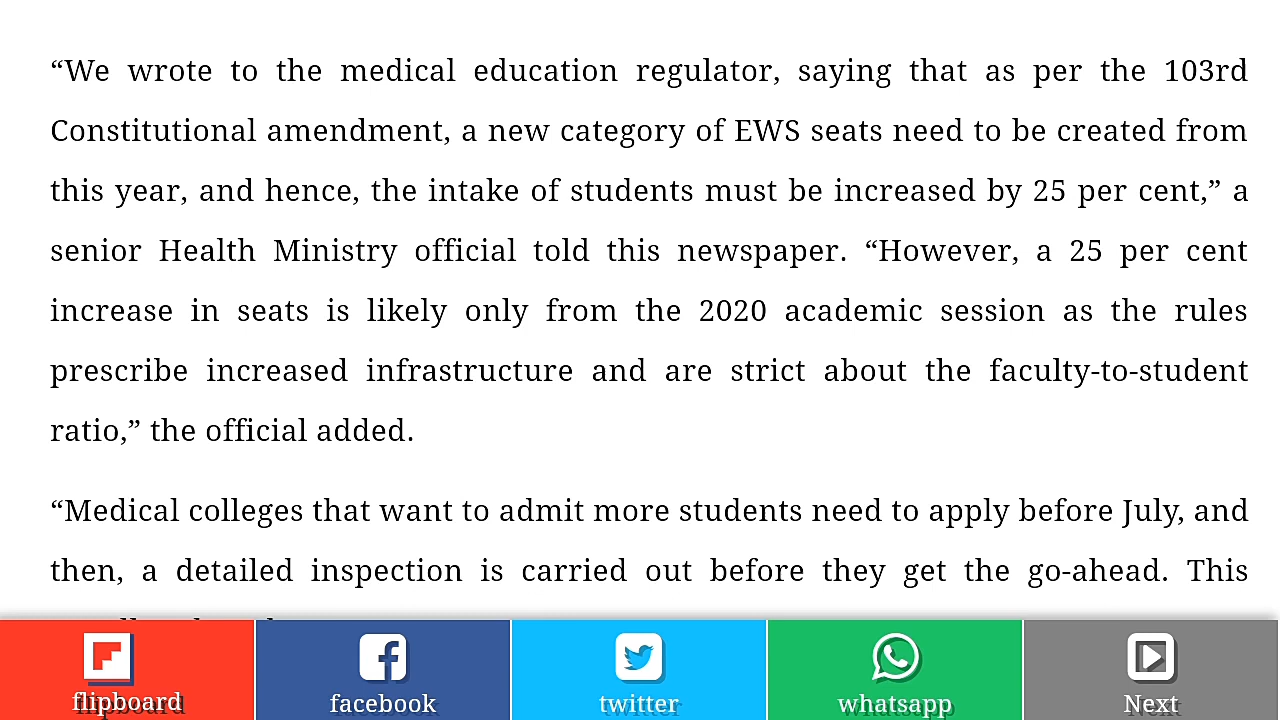 “We wrote to the medical education regulator, saying that as per the 103rd
Constitutional amendment, a new category of EWS seats need to be created from
this year, and hence, the intake of students must be increased by 25 per cent,” a
senior Health Ministry official told this newspaper. “However, a 25 per cent
increase in seats is likely only from the 2020 academic session as the rules
prescribe increased infrastructure and are strict about the faculty-to-student
ratio,” the official added.
“Medical colleges that want to admit more students need to apply before July, and
then, a detailed inspection is carried out before they get the go-ahead. This
flipboard
facebook
twitter
whatsapp
Next